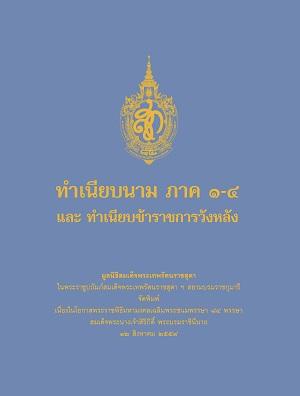 ทำเนียบนาม ภาค ๑-๔
และ ทำเนียบข้าราชการวังหลัง
มูลนิธิสมเด็จพระเทพรัตนราชสุดา
ในพระราชูปถัมภ์สมเด็จพระเทพรัตนราชสุดา ฯ สยามบรมราชกุมารี
จัดพิมพ์
เนื่องในโอกาสพระราชพิธีมหามงคลเฉลิมพระชนมพรรษา ๘๔ พรรษา
สมเด็จพระนางเจ้าสิริกิติ์ พระบรมราชินีนาถ
๑๒ สิงหาคม ๒๕๕๙